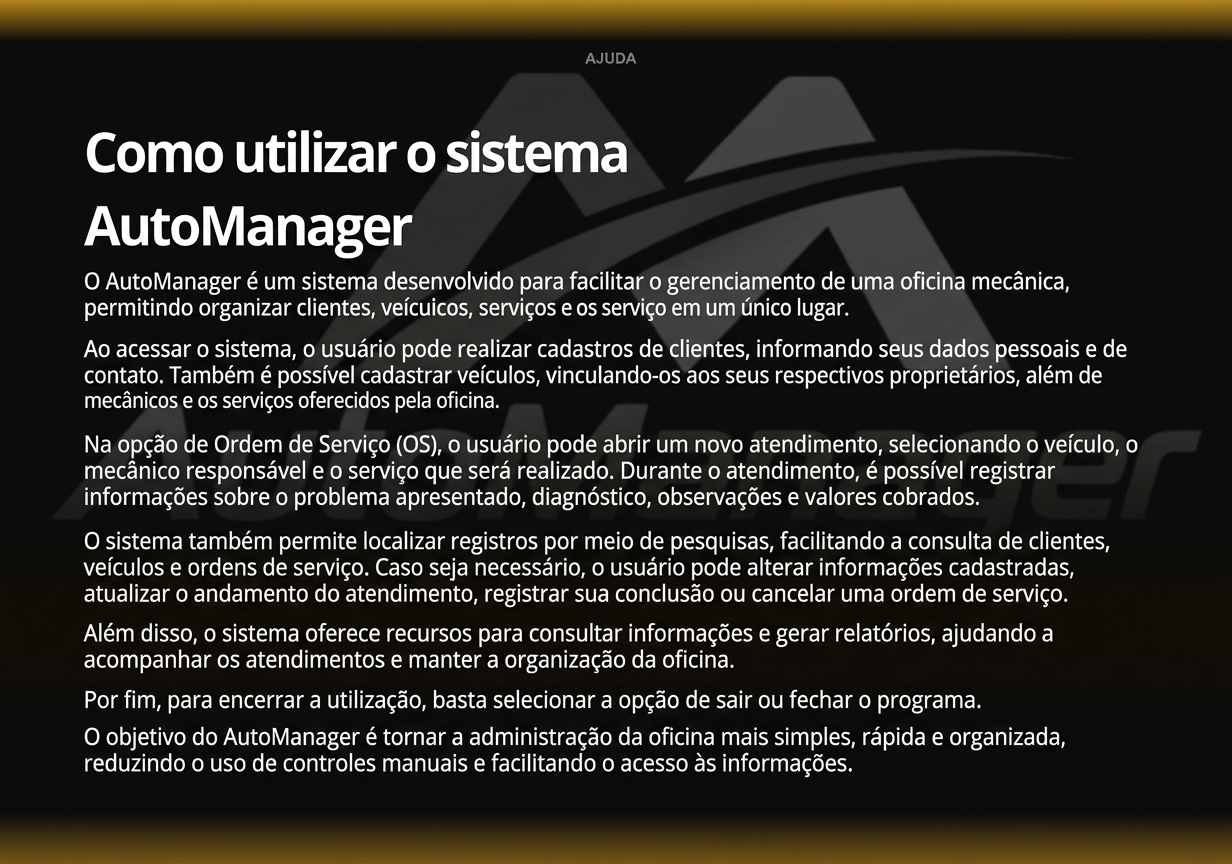 AJUDA
Como utilizar o sistema
AutoManager
O AutoManager é um sistema desenvolvido para facilitar o gerenciamento de uma oficina mecânica,
permitindo organizar clientes, veícuicos, serviços e os serviço em um único lugar.
Ao acessar o sistema, o usuário pode realizar cadastros de clientes, informando seus dados pessoais e de
contato. Também é possível cadastrar veículos, vinculando-os aos seus respectivos proprietários, além de
mecânicos e os serviços oferecidos pela oficina.
Na opção de Ordem de Serviço (OS), o usuário pode abrir um novo atendimento, selecionando o veículo, o
mecânico responsável e o serviço que será realizado. Durante o atendimento, é possível registrar
informações sobre o problema apresentado, diagnóstico, observações e valores cobrados.
O sistema também permite localizar registros por meio de pesquisas, facilitando a consulta de clientes,
veículos e ordens de serviço. Caso seja necessário, o usuário pode alterar informações cadastradas,
atualizar o andamento do atendimento, registrar sua conclusão ou cancelar uma ordem de serviço.
Além disso, o sistema oferece recursos para consultar informações e gerar relatórios, ajudando a
acompanhar os atendimentos e manter a organização da oficina.
Por fim, para encerrar a utilização, basta selecionar a opção de sair ou fechar o programa.
O objetivo do AutoManager é tornar a administração da oficina mais simples, rápida e organizada,
reduzindo o uso de controles manuais e facilitando o acesso às informações.
AutoManager